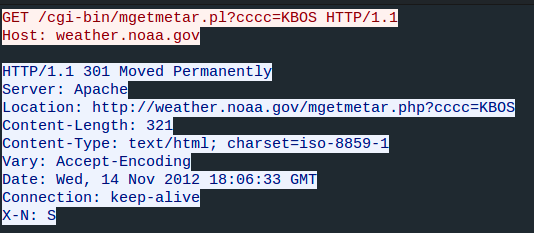 GET /cgi-bin/mgetmetar.pl?cccc=KBOS HTTP/1.1
Host: weather.noaa.gov

HTTP/1.1 301 Moved Permanently
Server: Apache
Location: http://weather.noaa.gov/mgetmetar.php?cccc=KBOS
Content-Length: 321
Content-Type: text/html; charset=iso-8859-1
Vary: Accept-Encoding
Date: Wed, 14 Nov 2012 18:06:33 GMT
Connection: keep-alive
X-N: S